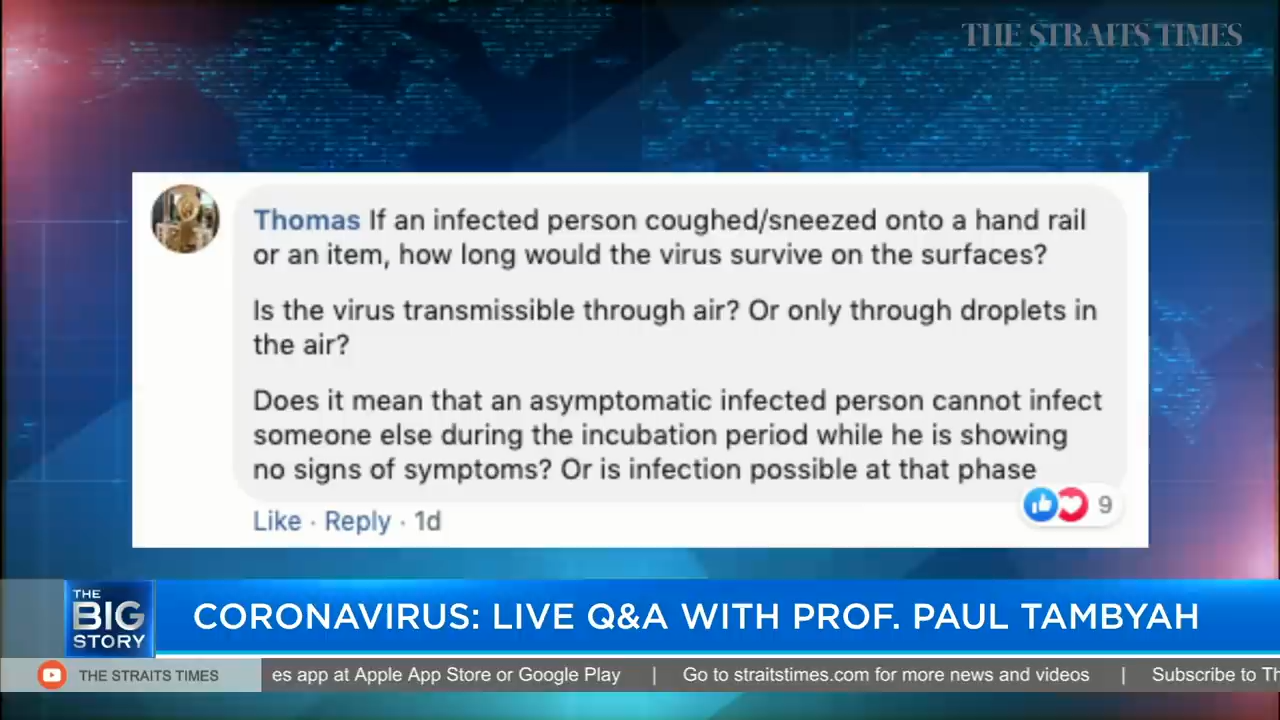 THE STRAITS TIMES
Thomas If an infected person coughed/sneezed onto a hand rail
or an item, how long would the virus survive on the surfaces?
Is the virus transmissible through air? Or only through droplets in
the air?
Does it mean that an asymptomatic infected person cannot infect
someone else during the incubation period while he is showing
no signs of symptoms? Or is infection possible at that phase
9
Like · Reply · 1d
THE
BIG
STORY
CORONAVIRUS: LIVE Q&A WITH PROF. PAUL TAMBYAH
THE STRAITS TIMES
es app at Apple App Store or Google Play | Go to straitstimes.com for more news and videos | Subscribe to Th